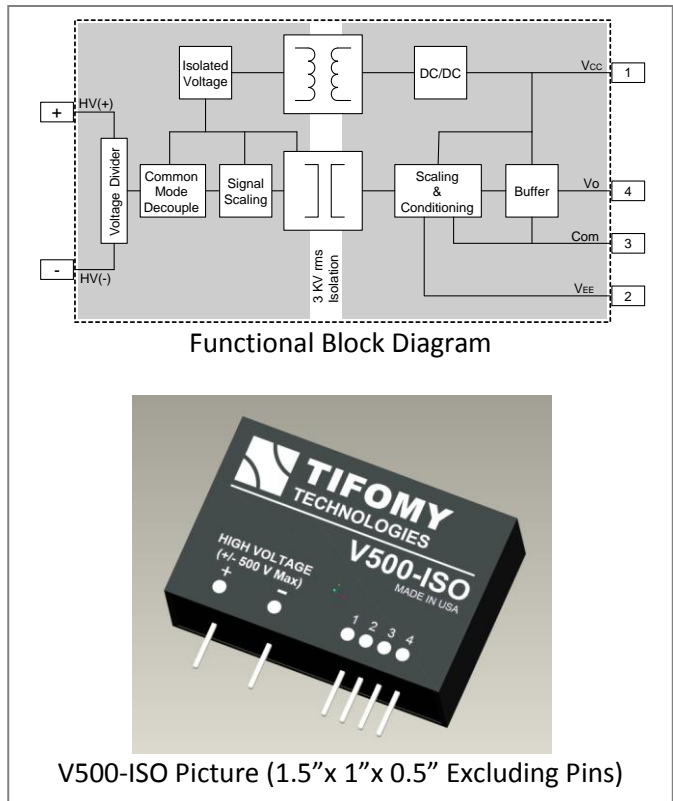 Isolated
Voltage
DC/DC
VCC
1
+
HV(+)
Voltage Divider
Common
Mode
Decouple
Signal
Scaling
Scaling
&
Conditioning
Buffer
Vo
4
Com
3
-
HV(-)
3 KV rms
Isolation
VEE
2
Functional Block Diagram
TIFOMY
TECHNOLOGIES
V500-ISO
MADE IN USA
HIGH VOLTAGE
(+/- 500 V Max)
+ -
1 2 3 4
V500-ISO Picture (1.5”x 1”x 0.5” Excluding Pins)